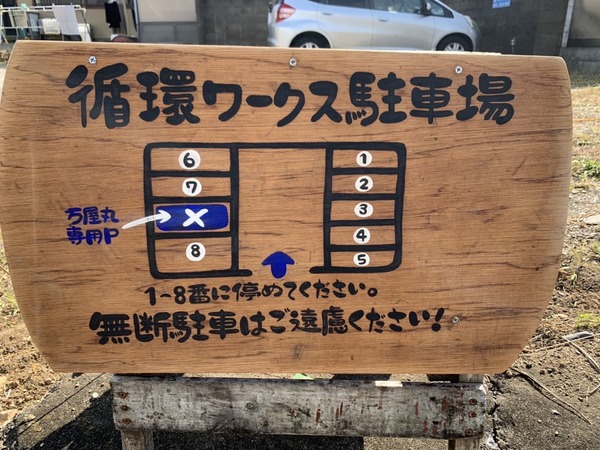 循環ワークス駐車場
6
7
×
8
万屋丸
専用P
1
2
3
4
5
1~8番に停めてください。
無断駐車はご遠慮ください!